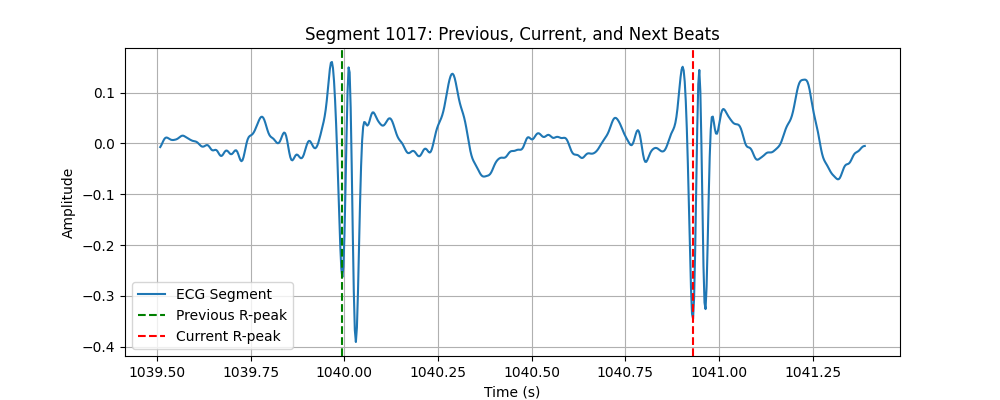 Segment 1017: Previous, Current, and Next Beats
Amplitude
0.1
0.0
−0.1
−0.2
−0.3
−0.4
ECG Segment
Previous R-peak
Current R-peak
1039.50 1039.75 1040.00 1040.25 1040.50 1040.75 1041.00 1041.25
Time (s)